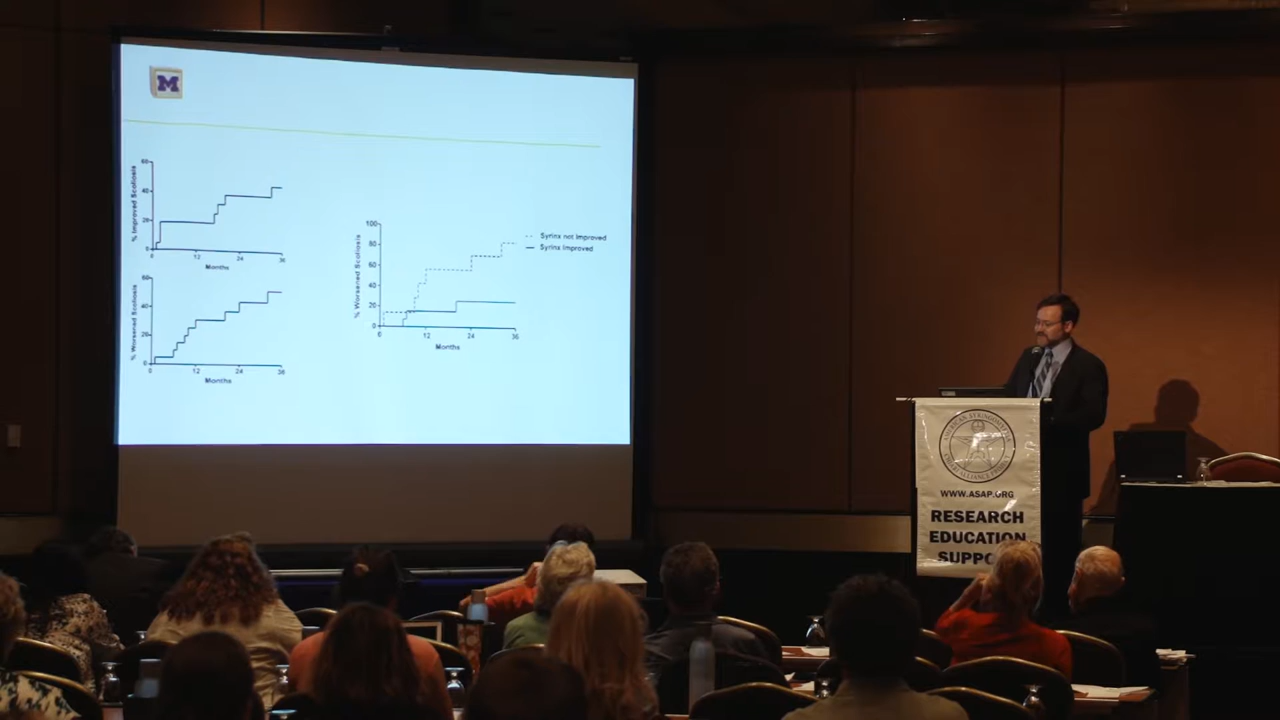 M
60
40
20
0
% Improved Scoliosis
12
24
36
Months
60
40
20
0
% Worsened Scoliosis
0
12
24
36
Months
100
80
60
40
20
0
% Worsened Scoliosis
0
12
24
36
Months
Syrinx not Improved
Syrinx Improved
AMERICAN SYRINGOMYELIA
WWW.ASAP.ORG
RESEARCH
EDUCATION